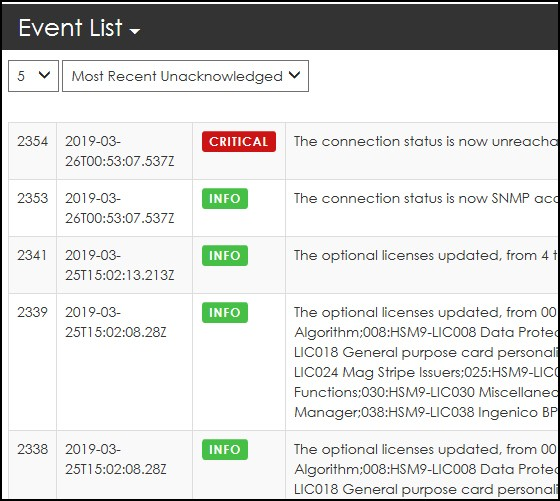 Event List
5 Most Recent Unacknowledged
2354 2019-03- CRITICAL The connection status is now unreacha
26T00:53:07.537Z
2353 2019-03- INFO The connection status is now SNMP acc
26T00:53:07.537Z
2341 2019-03- INFO The optional licenses updated, from 4 t
25T15:02:13.213Z
2339 2019-03- INFO The optional licenses updated, from 00
25T15:02:08.28Z Algorithm;008:HSM9-LIC008 Data Protec
LIC018 General purpose card personali
LIC024 Mag Stripe Issuers;025:HSM9-LIC0
Functions;030:HSM9-LIC030 Miscellane
Manager;038:HSM9-LIC038 Ingenico BP
2338 2019-03- INFO The optional licenses updated, from 00
25T15:02:08.28Z Algorithm;008:HSM9-LIC008 Data Protec
LIC018 General purpose card personali